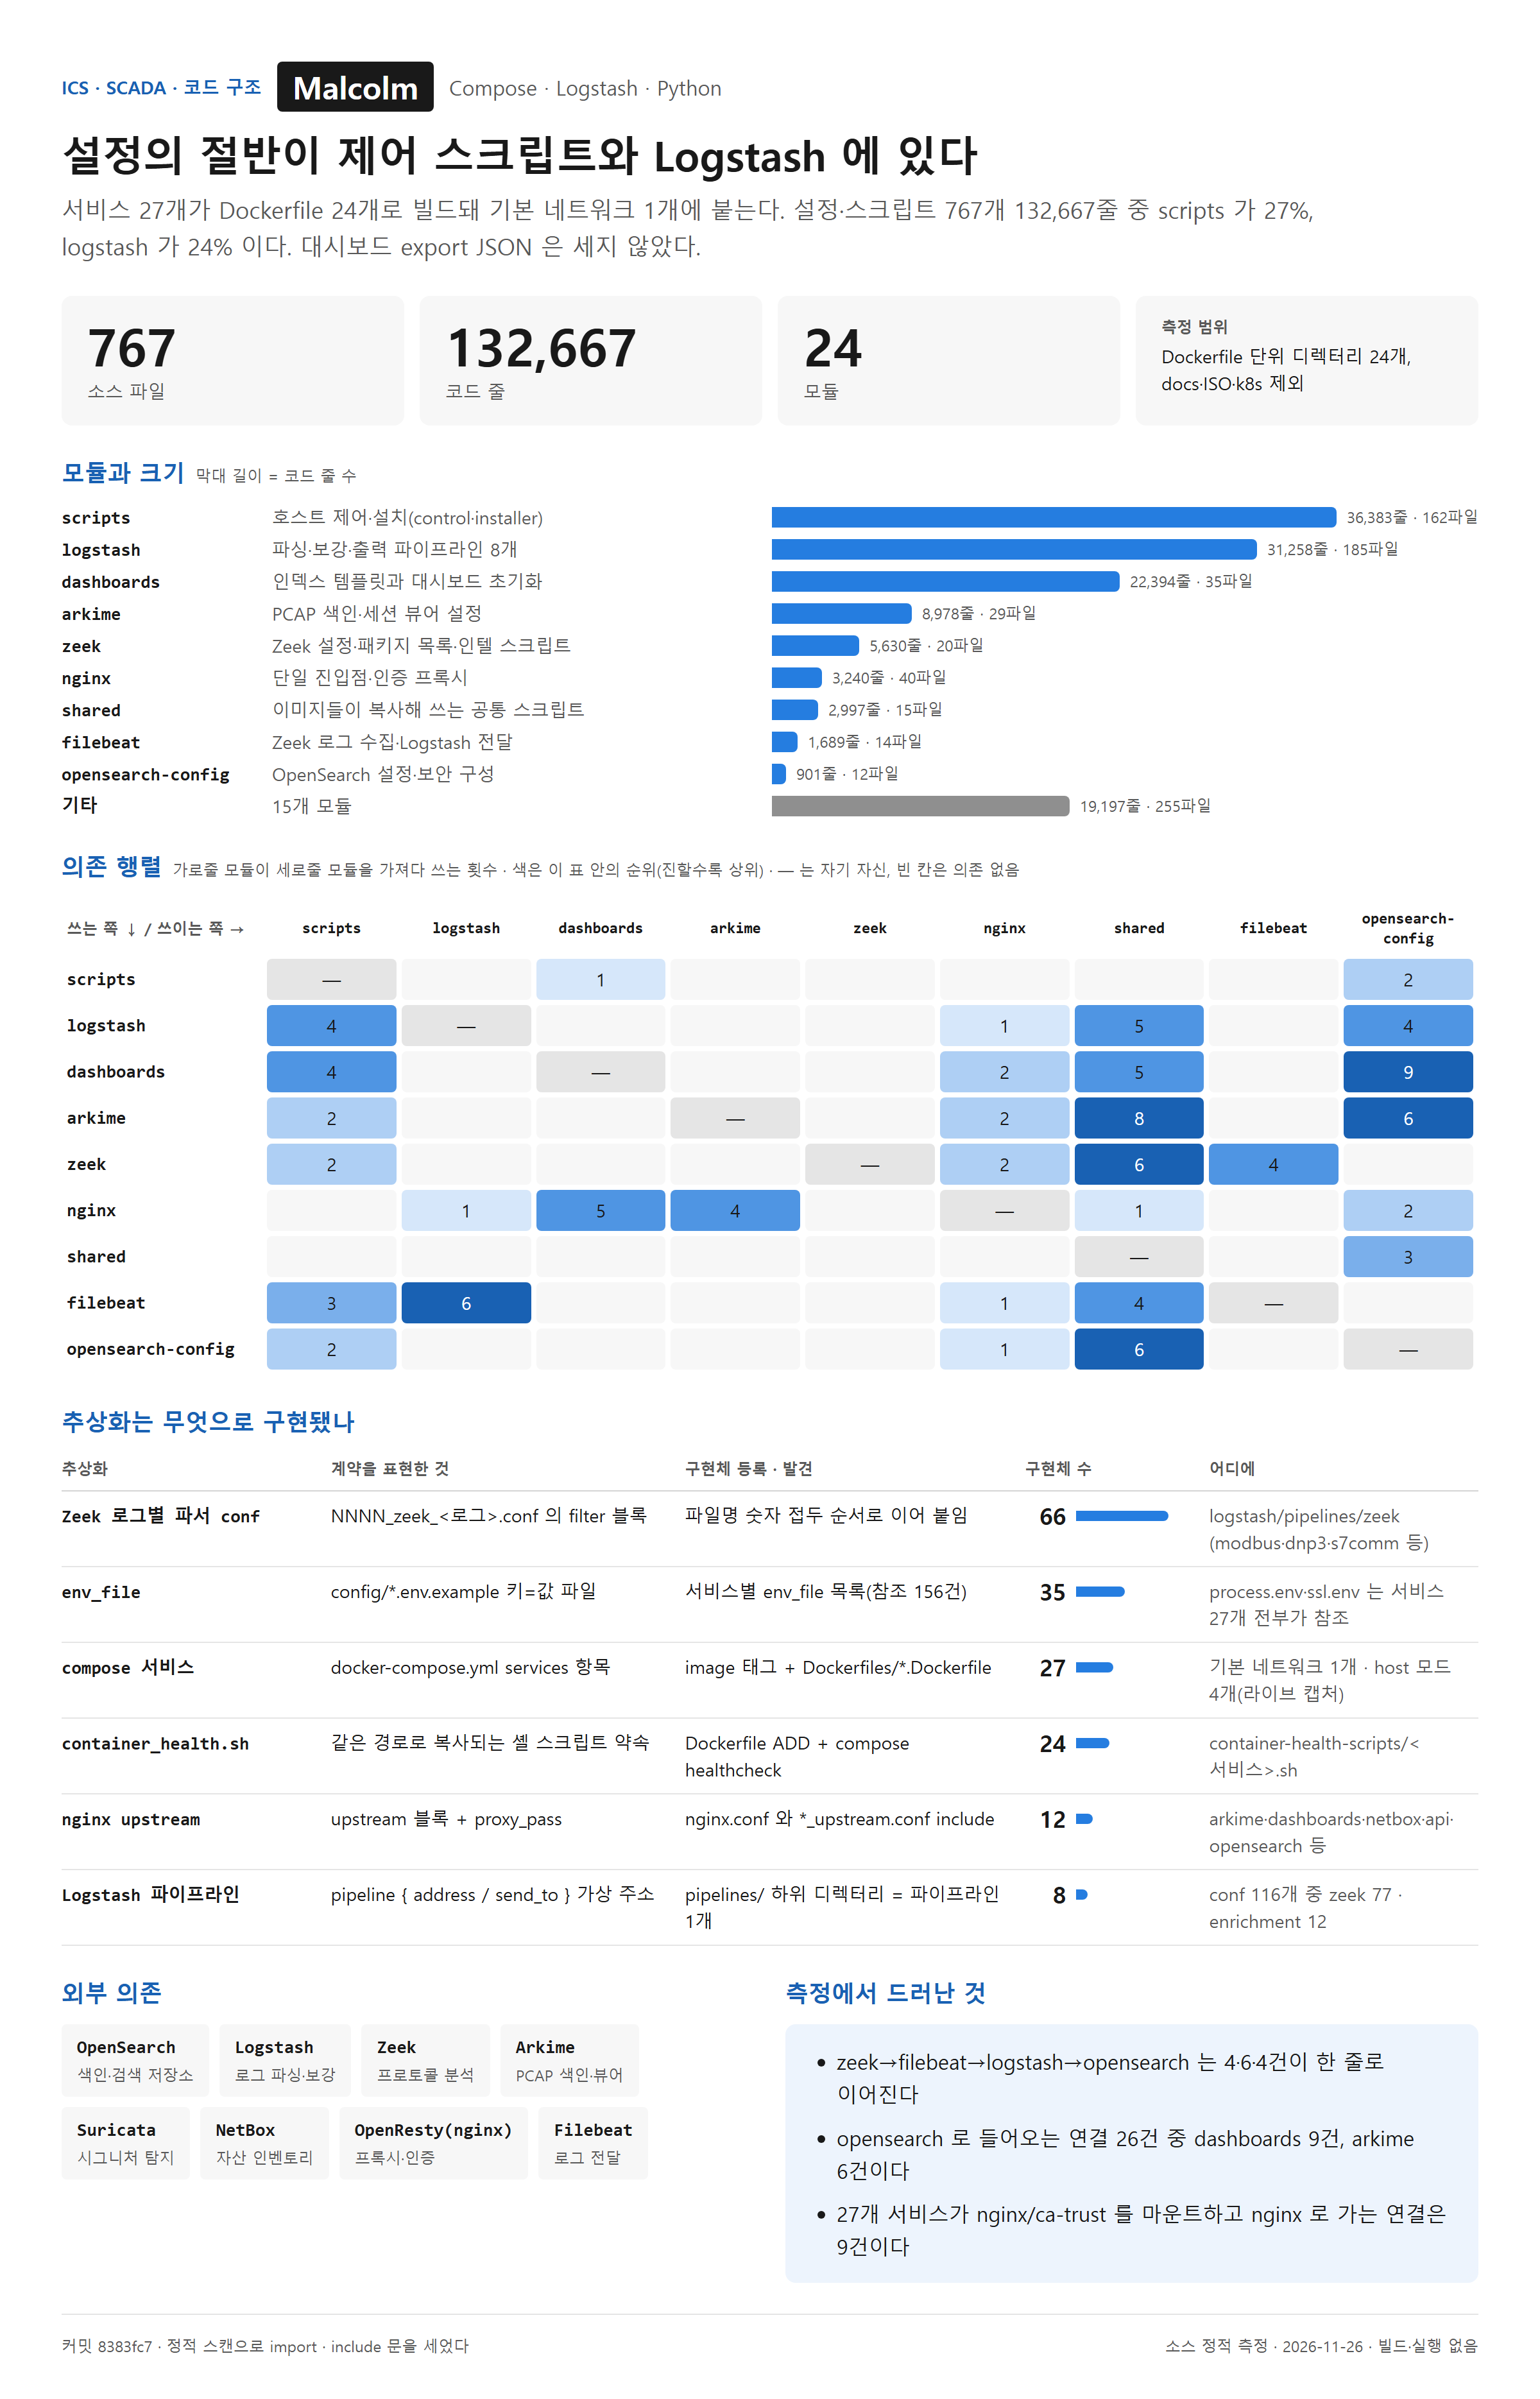 ICS · SCADA · 코드 구조 Malcolm Compose · Logstash · Python
설정의 절반이 제어 스크립트와 Logstash 에 있다
서비스 27개가 Dockerfile 24개로 빌드돼 기본 네트워크 1개에 붙는다. 설정·스크립트 767개 132,667줄 중 scripts 가 27%,
logstash 가 24% 이다. 대시보드 export JSON 은 세지 않았다.
767
소스 파일
132,667
코드 줄
24
모듈
측정 범위
Dockerfile 단위 디렉터리 24개,
docs·ISO·k8s 제외
모듈과 크기 막대 길이 = 코드 줄 수
scripts 호스트 제어·설치(control·installer) 36,383줄 · 162파일
logstash 파싱·보강·출력 파이프라인 8개 31,258줄 · 185파일
dashboards 인덱스 템플릿과 대시보드 초기화 22,394줄 · 35파일
arkime PCAP 색인·세션 뷰어 설정 8,978줄 · 29파일
zeek Zeek 설정·패키지 목록·인텔 스크립트 5,630줄 · 20파일
nginx 단일 진입점·인증 프록시 3,240줄 · 40파일
shared 이미지들이 복사해 쓰는 공통 스크립트 2,997줄 · 15파일
filebeat Zeek 로그 수집·Logstash 전달 1,689줄 · 14파일
opensearch-config OpenSearch 설정·보안 구성 901줄 · 12파일
기타 15개 모듈 19,197줄 · 255파일
의존 행렬 가로줄 모듈이 세로줄 모듈을 가져다 쓰는 횟수 · 색은 이 표 안의 순위(진할수록 상위) · — 는 자기 자신, 빈 칸은 의존 없음
쓰는 쪽 ↓ / 쓰이는 쪽 → scripts logstash dashboards arkime zeek nginx shared filebeat opensearch-
config
scripts — 1 2
logstash 4 — 1 5 4
dashboards 4 — 2 5 9
arkime 2 — 2 8 6
zeek 2 — 2 6 4
nginx 1 5 4 — 1 2
shared — 3
filebeat 3 6 1 4 —
opensearch-config 2 1 6 —
추상화는 무엇으로 구현됐나
추상화 계약을 표현한 것 구현체 등록 · 발견 구현체 수 어디에
Zeek 로그별 파서 conf NNNN_zeek_<로그>.conf 의 filter 블록 파일명 숫자 접두 순서로 이어 붙임 66 logstash/pipelines/zeek
(modbus·dnp3·s7comm 등)
env_file config/*.env.example 키=값 파일 서비스별 env_file 목록(참조 156건) 35 process.env·ssl.env 는 서비스
27개 전부가 참조
compose 서비스 docker-compose.yml services 항목 image 태그 + Dockerfiles/*.Dockerfile 27 기본 네트워크 1개 · host 모드
4개(라이브 캡처)
container_health.sh 같은 경로로 복사되는 셸 스크립트 약속 Dockerfile ADD + compose
healthcheck 24 container-health-scripts/<
서비스>.sh
nginx upstream upstream 블록 + proxy_pass nginx.conf 와 *_upstream.conf include 12 arkime·dashboards·netbox·api·
opensearch 등
Logstash 파이프라인 pipeline { address / send_to } 가상 주소 pipelines/ 하위 디렉터리 = 파이프라인
1개 8 conf 116개 중 zeek 77 ·
enrichment 12
외부 의존
OpenSearch
색인·검색 저장소
Logstash
로그 파싱·보강
Zeek
프로토콜 분석
Arkime
PCAP 색인·뷰어
Suricata
시그니처 탐지
NetBox
자산 인벤토리
OpenResty(nginx)
프록시·인증
Filebeat
로그 전달
측정에서 드러난 것
• zeek→filebeat→logstash→opensearch 는 4·6·4건이 한 줄로
이어진다
• opensearch 로 들어오는 연결 26건 중 dashboards 9건, arkime
6건이다
• 27개 서비스가 nginx/ca-trust 를 마운트하고 nginx 로 가는 연결은
9건이다
커밋 8383fc7 · 정적 스캔으로 import · include 문을 세었다
소스 정적 측정 · 2026-11-26 · 빌드·실행 없음